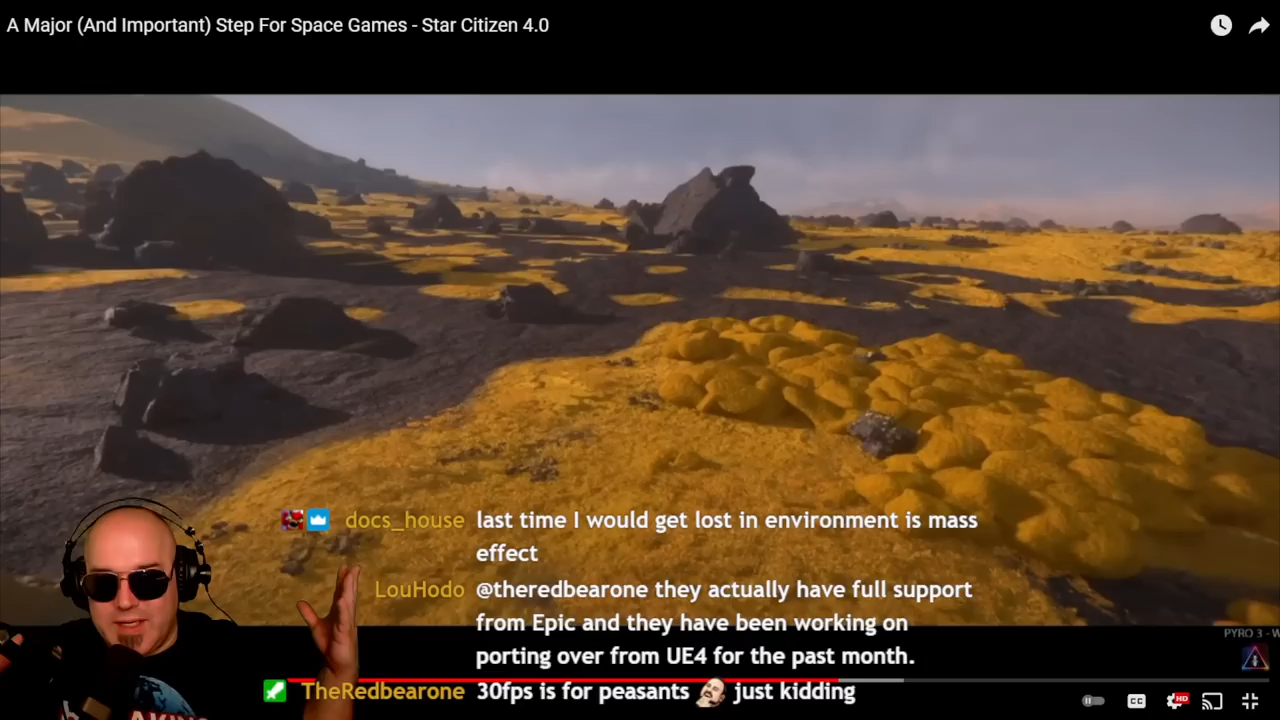 A Major (And Important) Step For Space Games - Star Citizen 4.0
docs_house last time I would get lost in environment is mass
effect
LouHodo @theredbearone they actually have full support
from Epic and they have been working on
porting over from UE4 for the past month.
PYRO 3 -
TheRedbearone 30fps is for peasants just kidding
CC HD